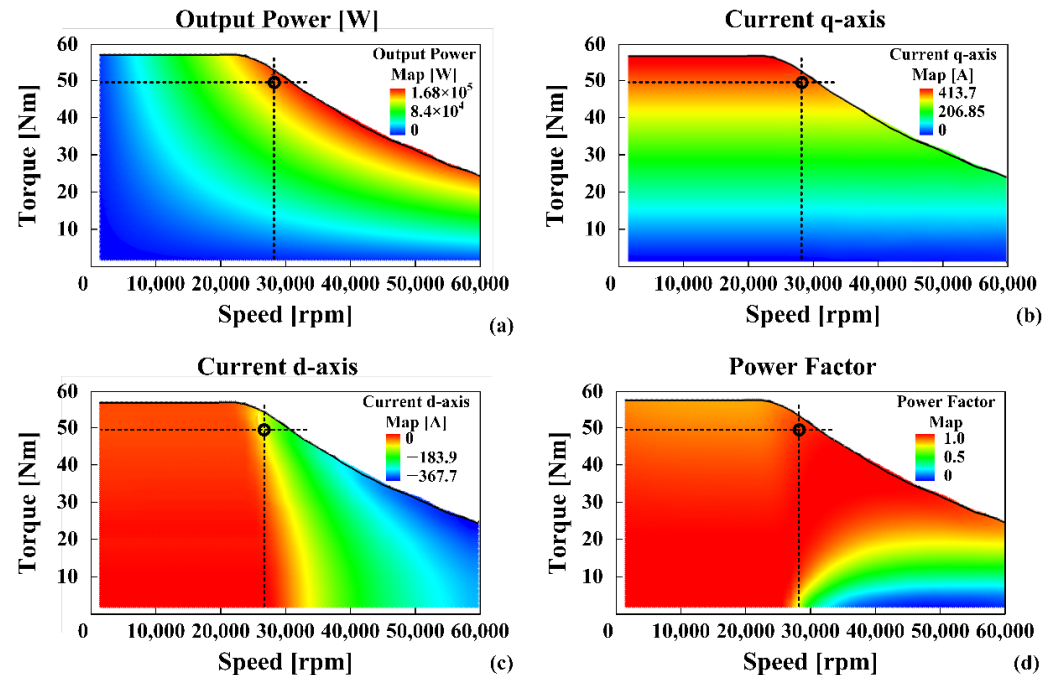 Output Power [W]
60
50
40
30
20
10
Torque [Nm]
Output Power
Map [W]
1.68×10⁵
8.4×10⁴
0
0 10,000 20,000 30,000 40,000 50,000 60,000
Speed [rpm]
(a)
Current q-axis
60
50
40
30
20
10
Torque [Nm]
Current q-axis
Map [A]
413.7
206.85
0
0 10,000 20,000 30,000 40,000 50,000 60,000
Speed [rpm]
(b)
Current d-axis
60
50
40
30
20
10
Torque [Nm]
Current d-axis
Map [A]
0
−183.9
−367.7
0 10,000 20,000 30,000 40,000 50,000 60,000
Speed [rpm]
(c)
Power Factor
60
50
40
30
20
10
Torque [Nm]
Power Factor
Map
1.0
0.5
0
0 10,000 20,000 30,000 40,000 50,000 60,000
Speed [rpm]
(d)